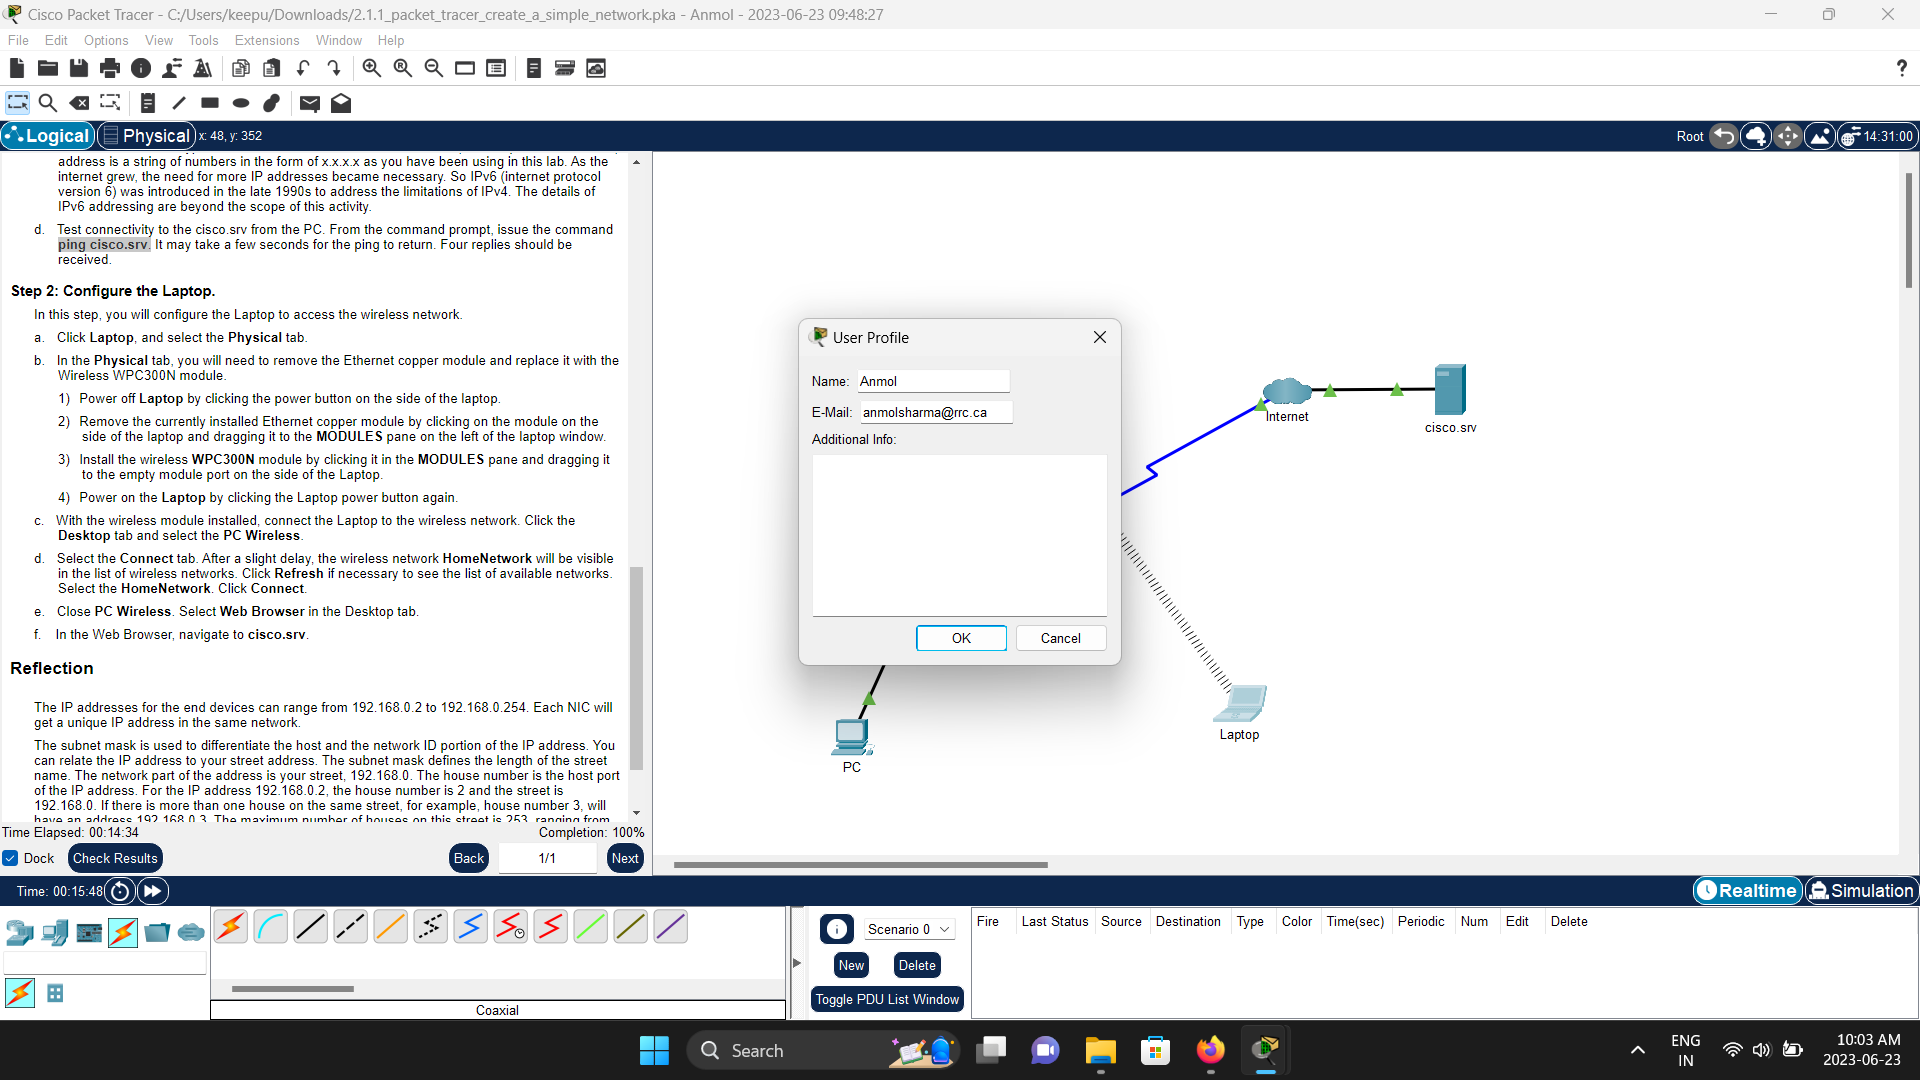 Cisco Packet Tracer - C:/Users/keepu/Downloads/2.1.1_packet_tracer_create_a_simple_network.pka - Anmol - 2023-06-23 09:48:27
File Edit Options View Tools Extensions Window Help
?
Logical Physical x: 48, y: 352
Root 14:31:00
address is a string of numbers in the form of x.x.x.x as you have been using in this lab. As the
internet grew, the need for more IP addresses became necessary. So IPv6 (internet protocol
version 6) was introduced in the late 1990s to address the limitations of IPv4. The details of
IPv6 addressing are beyond the scope of this activity.
d. Test connectivity to the cisco.srv from the PC. From the command prompt, issue the command
ping cisco.srv. It may take a few seconds for the ping to return. Four replies should be
received.
Step 2: Configure the Laptop.
In this step, you will configure the Laptop to access the wireless network.
a. Click Laptop, and select the Physical tab.
b. In the Physical tab, you will need to remove the Ethernet copper module and replace it with the
Wireless WPC300N module.
1) Power off Laptop by clicking the power button on the side of the laptop.
2) Remove the currently installed Ethernet copper module by clicking on the module on the
side of the laptop and dragging it to the MODULES pane on the left of the laptop window.
3) Install the wireless WPC300N module by clicking it in the MODULES pane and dragging it
to the empty module port on the side of the Laptop.
4) Power on the Laptop by clicking the Laptop power button again.
c. With the wireless module installed, connect the Laptop to the wireless network. Click the
Desktop tab and select the PC Wireless.
d. Select the Connect tab. After a slight delay, the wireless network HomeNetwork will be visible
in the list of wireless networks. Click Refresh if necessary to see the list of available networks.
Select the HomeNetwork. Click Connect.
e. Close PC Wireless. Select Web Browser in the Desktop tab.
f. In the Web Browser, navigate to cisco.srv.
Reflection
The IP addresses for the end devices can range from 192.168.0.2 to 192.168.0.254. Each NIC will
get a unique IP address in the same network.
The subnet mask is used to differentiate the host and the network ID portion of the IP address. You
can relate the IP address to your street address. The subnet mask defines the length of the street
name. The network part of the address is your street, 192.168.0. The house number is the host port
of the IP address. For the IP address 192.168.0.2, the house number is 2 and the street is
192.168.0. If there is more than one house on the same street, for example, house number 3, will
have an address 192.168.0.3. The maximum number of houses on this street is 253, ranging from
Time Elapsed: 00:14:34 Completion: 100%
Dock Check Results Back 1/1 Next
User Profile
Name: Anmol
E-Mail: anmolsharma@rrc.ca
Additional Info:
OK Cancel
Internet
cisco.srv
Laptop
PC
Time: 00:15:48
Realtime Simulation
Scenario 0
New Delete
Toggle PDU List Window
Fire Last Status Source Destination Type Color Time(sec) Periodic Num Edit Delete
Coaxial
Search
ENG
IN
10:03 AM
2023-06-23